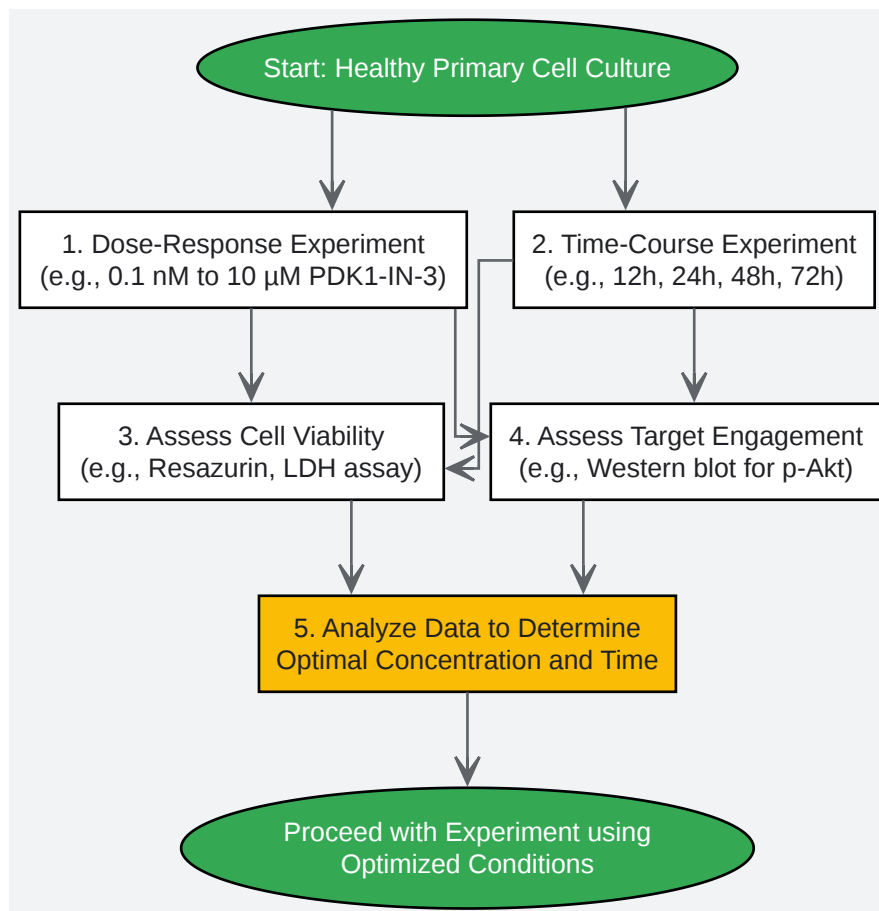 Start: Healthy Primary Cell Culture
1. Dose-Response Experiment
(e.g., 0.1 nM to 10 µM PDK1-IN-3)
2. Time-Course Experiment
(e.g., 12h, 24h, 48h, 72h)
3. Assess Cell Viability
(e.g., Resazurin, LDH assay)
4. Assess Target Engagement
(e.g., Western blot for p-Akt)
5. Analyze Data to Determine
Optimal Concentration and Time
Proceed with Experiment using
Optimized Conditions